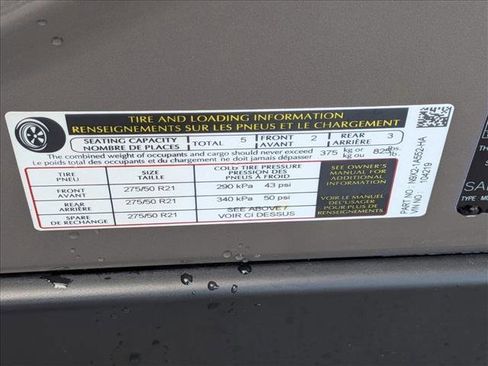 TIRE AND LOADING INFORMATION
RENSEIGNEMENTS SUR LES PNEUS ET LE CHARGEMENT
SEATING CAPACITY TOTAL 5 FRONT 2 REAR 3
NOMBRE DE PLACES AVANT ARRIÈRE
The combined weight of occupants and cargo should never exceed 375 kg or lbs.
Le poids total des occupants et du chargement ne doit jamais dépasser kg ou lb.
TIRE SIZE COLD TIRE PRESSURE
PNEU TAILLE PRESSION DES PNEUS À FROID
FRONT AVANT 275/50 R21 290 kPa 43 psi
REAR ARRIÈRE 275/50 R21 340 kPa 50 psi
SPARE DE RECHANGE 275/50 R21 SEE ABOVE / VOIR CI DESSUS
SEE OWNER'S
MANUAL FOR
ADDITIONAL
INFORMATION
VOIR LE MANUEL
DE L'USAGER
POUR PLUS DE
RENSEIGNEMENTS
PART NO
VIN NO